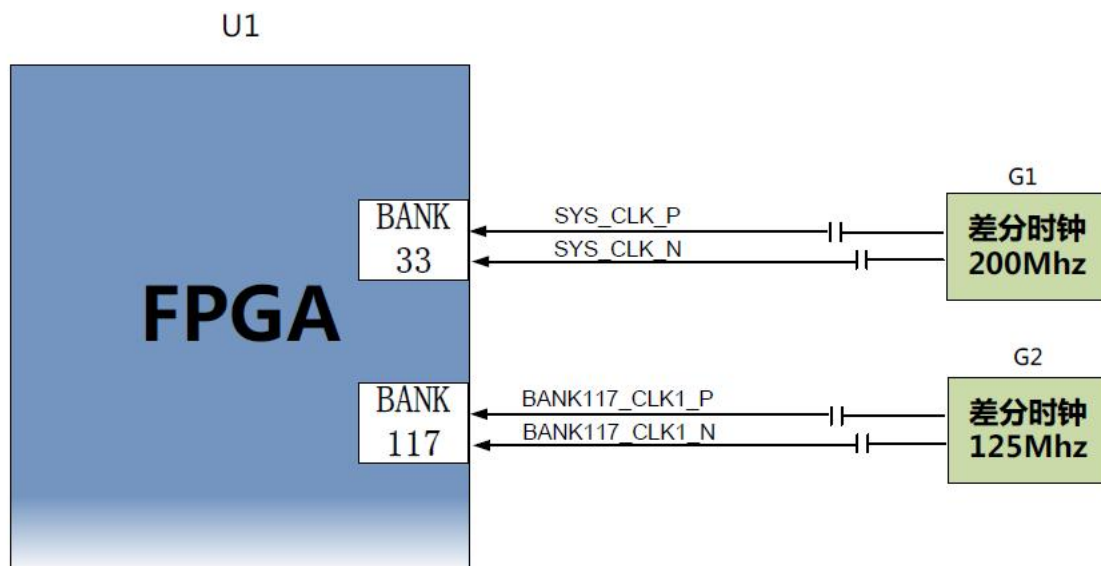 U1
FPGA
BANK
33
SYS_CLK_P
SYS_CLK_N
G1
差分时钟
200Mhz
BANK
117
BANK117_CLK1_P
BANK117_CLK1_N
G2
差分时钟
125Mhz